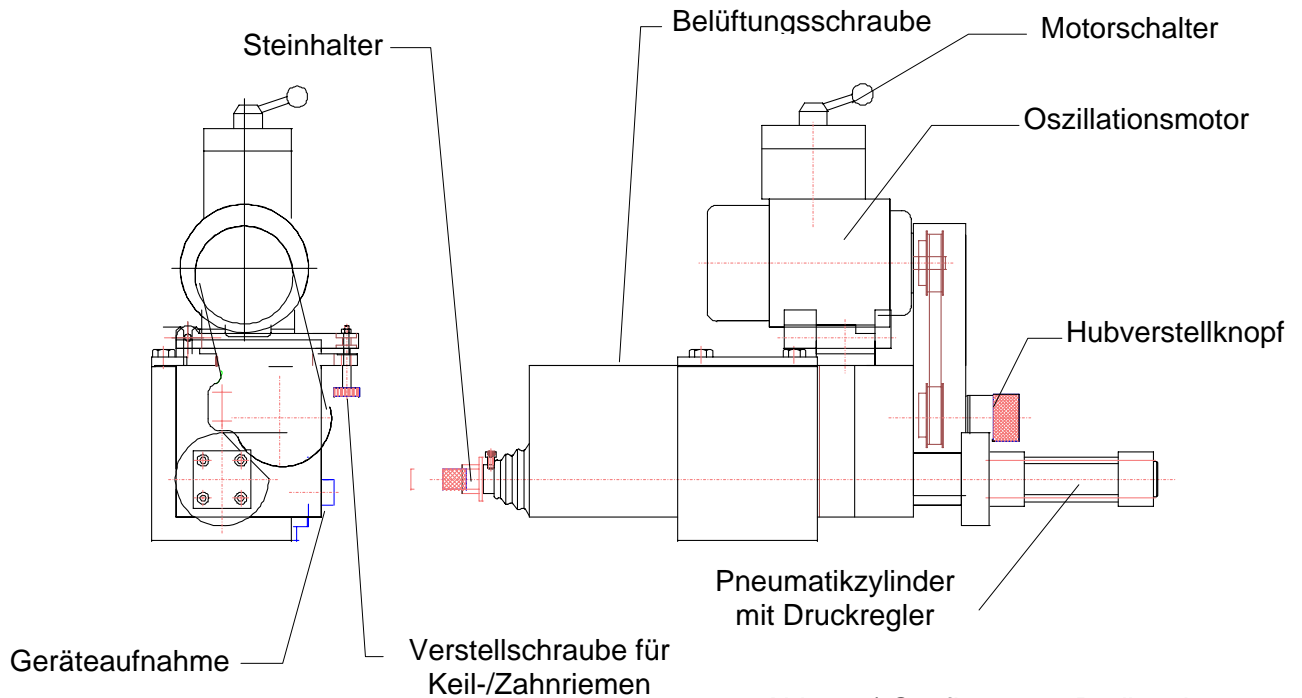 Belüftungsschraube
Motorschalter
Steinhalter
Oszillationsmotor
Hubverstellknopf
Pneumatikzylinder
mit Druckregler
Geräteaufnahme
Verstellschraube für
Keil-/Zahnriemen